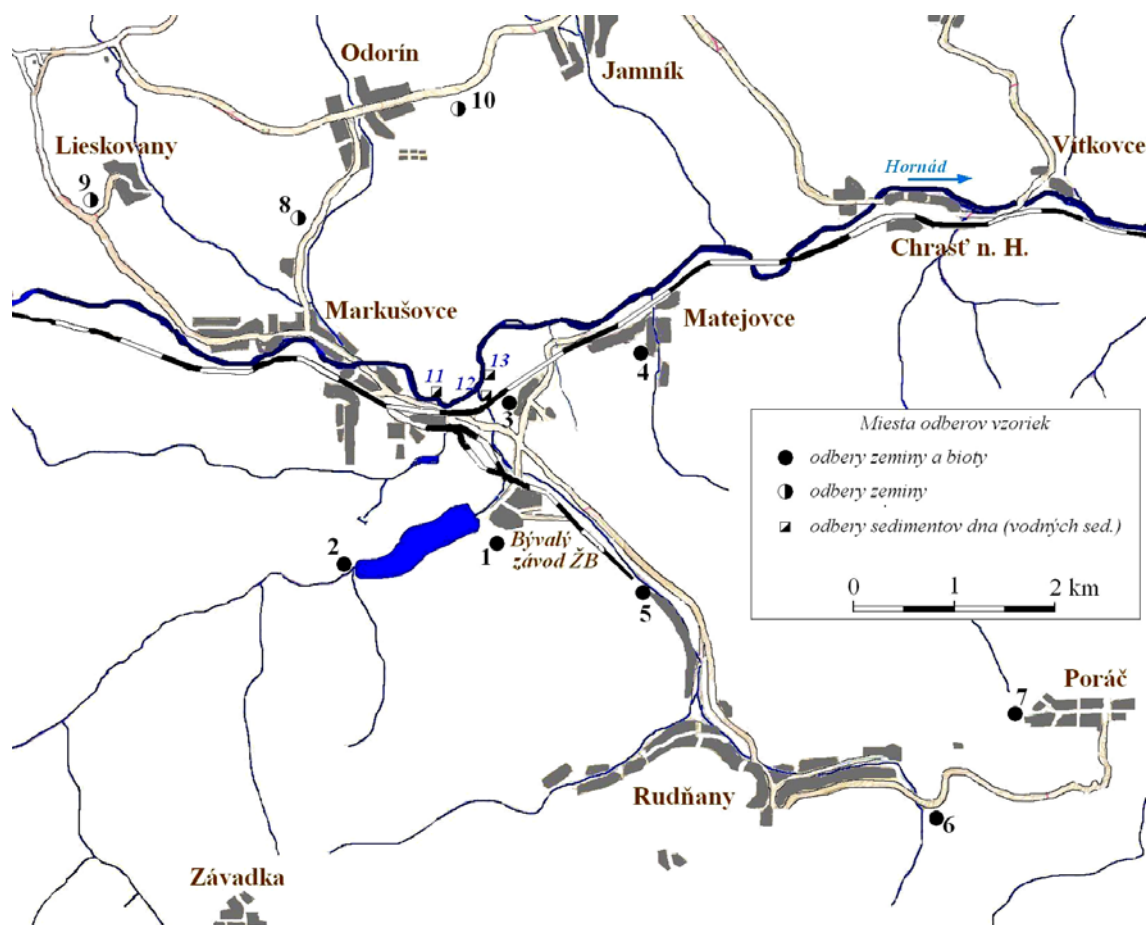 Odorín
Jamník
10
Lieskovany
Vítkovce
Hornád
9
8
Chrasť n. H.
Markušovce
Matejovce
13
11
12
4
3
Miesta odberov vzoriek
odbery zeminy a bioty
odbery zeminy
odbery sedimentov dna (vodných sed.)
2
1
Bývalý
závod ŽB
0 1 2 km
5
Poráč
7
Rudňany
6
Závadka